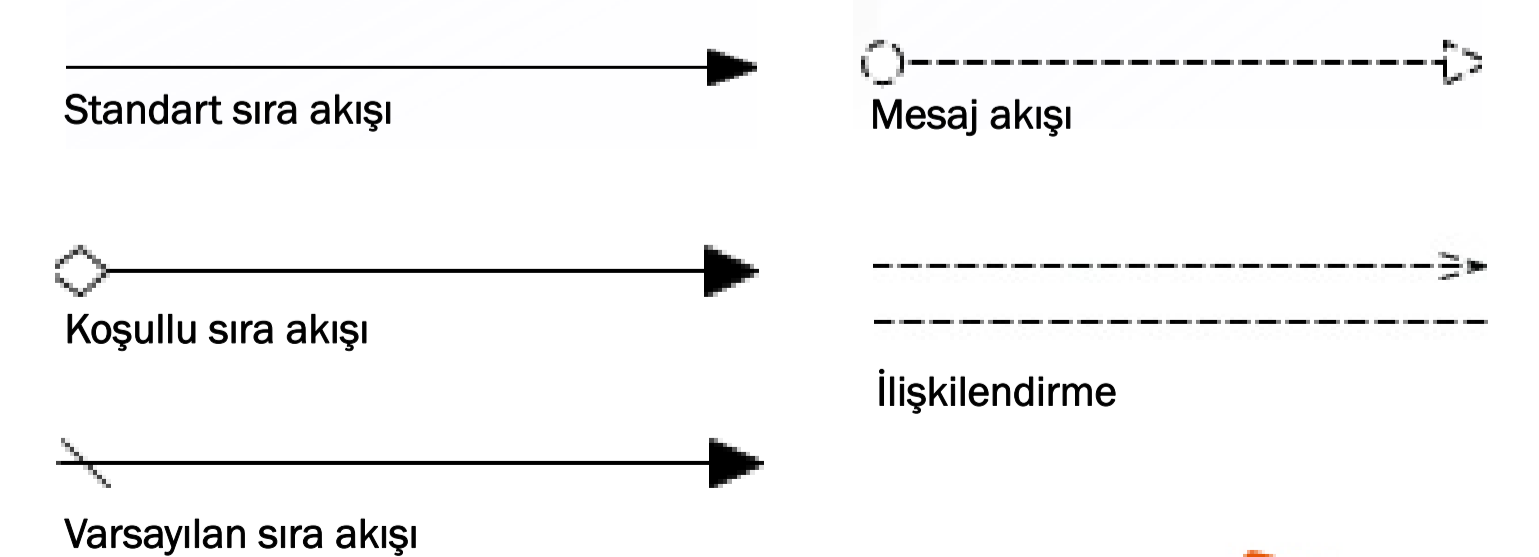 Standart sıra akışı
Mesaj akışı
Koşullu sıra akışı
İlişkilendirme
Varsayılan sıra akışı